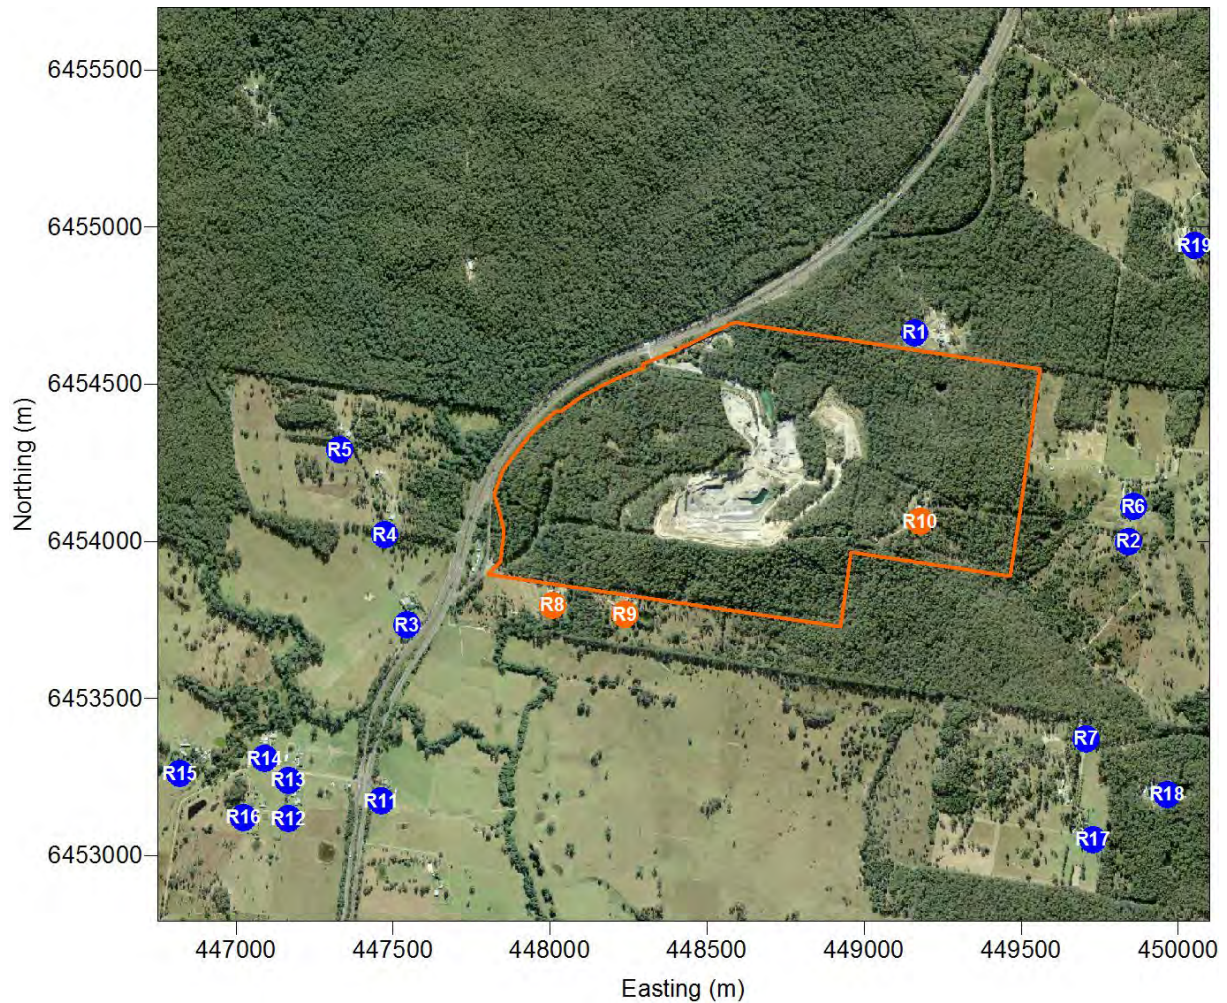 6455500
6455000
R19
R1
6454500
R5
R6
R10
R4
R2
6454000
R8
R9
R3
6453500
R7
R14
R15
R13
R18
R11
R16
R12
R17
6453000
Northing (m)
447000 447500 448000 448500 449000 449500 450000
Easting (m)